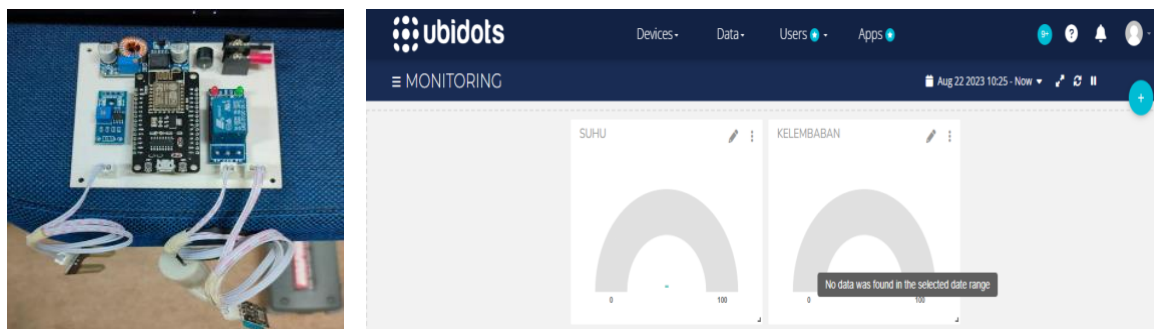 ubidots
Devices Data Users Apps
MONITORING
Aug 22 2023 10:25 - Now
SUHU
KELEMBABAN
0 100
0 100
No data was found in the selected date range